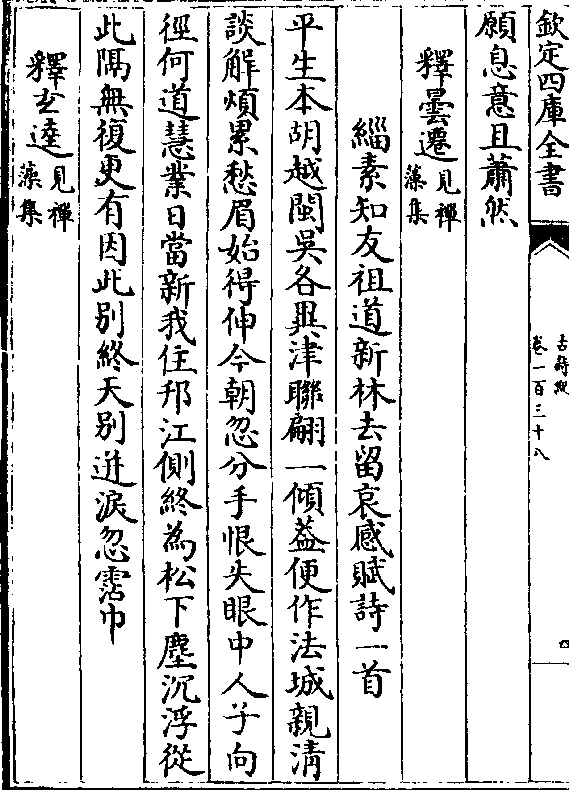 欽定四庫全書
古詩紀
卷一百三十八
四
願息意且蕭然
釋曇遷見禪藻集
緇素知友祖道新林去留哀感賦詩一首
平生本胡越閩吳各異津聯翩一傾葢便作法城親清
談解煩累愁眉始得伸今朝忽分手恨失眼中人子向
徑何道慧業日當新我住邗江側終為松下塵沉浮從
此隔無復更有因此別終天别迸淚忽霑巾
釋玄逵見禪藻集